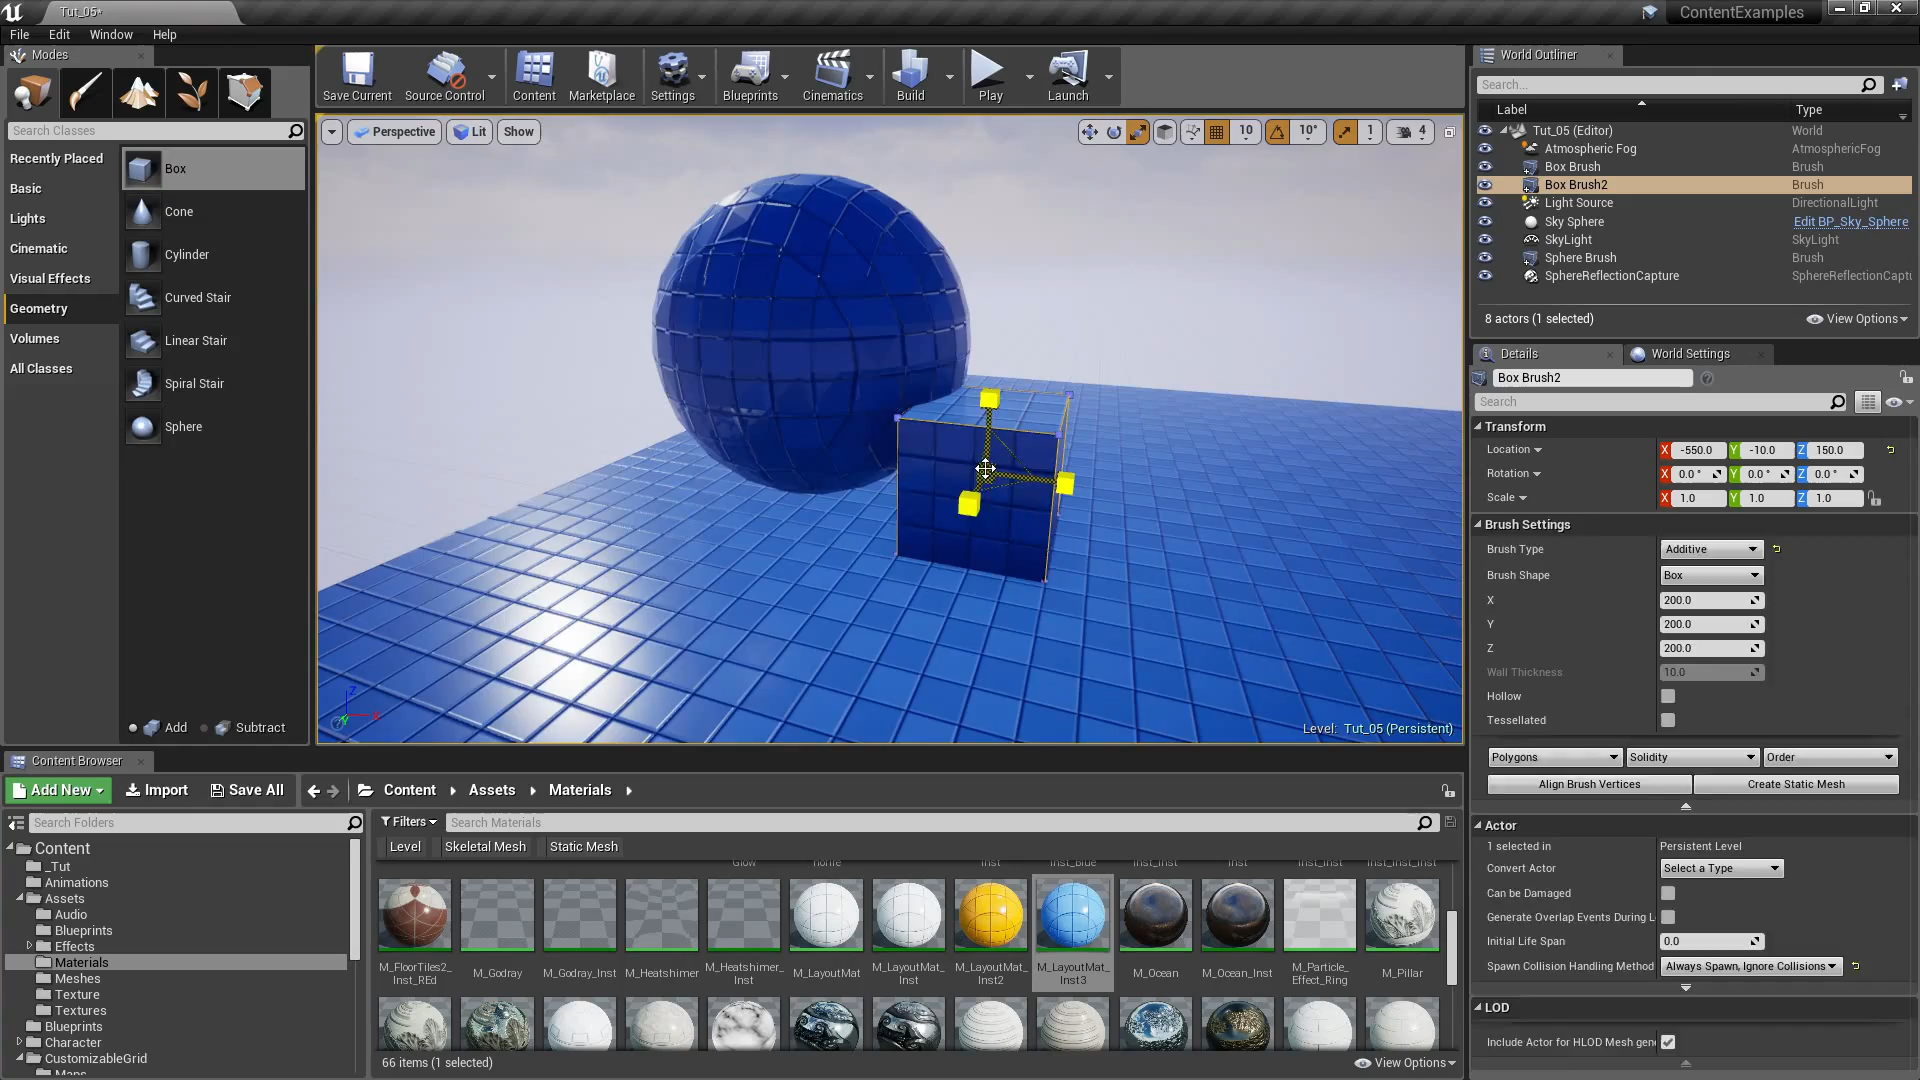 Tut_05*
ContentExamples
File Edit Window Help
Modes
Search Classes
Recently Placed
Basic
Lights
Cinematic
Visual Effects
Geometry
Volumes
All Classes
Box
Cone
Cylinder
Curved Stair
Linear Stair
Spiral Stair
Sphere
Add Subtract
Save Current Source Control Content Marketplace Settings Blueprints Cinematics Build Play Launch
Perspective Lit Show 10 10° 1 4
Level: Tut_05 (Persistent)
World Outliner
Search...
Label Type
Tut_05 (Editor) World
Atmospheric Fog AtmosphericFog
Box Brush Brush
Box Brush2 Brush
Light Source DirectionalLight
Sky Sphere Edit BP_Sky_Sphere
SkyLight SkyLight
Sphere Brush Brush
SphereReflectionCapture SphereReflectionCaptu
8 actors (1 selected) View Options
Details World Settings
Box Brush2
Search
Transform
Location X -550.0 Y -10.0 Z 150.0
Rotation X 0.0 ° Y 0.0 ° Z 0.0 °
Scale X 1.0 Y 1.0 Z 1.0
Brush Settings
Brush Type Additive
Brush Shape Box
X 200.0
Y 200.0
Z 200.0
Wall Thickness 10.0
Hollow
Tessellated
Polygons Solidity Order
Align Brush Vertices Create Static Mesh
Actor
1 selected in Persistent Level
Convert Actor Select a Type
Can be Damaged
Generate Overlap Events During L
Initial Life Span 0.0
Spawn Collision Handling Method Always Spawn, Ignore Collisions
LOD
Include Actor for HLOD Mesh gen
Content Browser
Add New Import Save All Content Assets Materials
Search Folders
Content
_Tut
Animations
Assets
Audio
Blueprints
Effects
Materials
Meshes
Texture
Textures
Blueprints
Character
CustomizableGrid
Maps
Filters Search Materials
Level Skeletal Mesh Static Mesh
Glow Inst Inst_Blue Inst_Inst Inst Inst_Inst Inst_Inst_Inst
M_FloorTiles2_
Inst_REd
M_Godray
M_Godray_Inst
M_Heatshimer
M_Heatshimer_
Inst
M_LayoutMat
M_LayoutMat_
Inst
M_LayoutMat_
Inst2
M_LayoutMat_
Inst3
M_Ocean
M_Ocean_Inst
M_Particle_
Effect_Ring
M_Pillar
66 items (1 selected) View Options
Z
X
Y